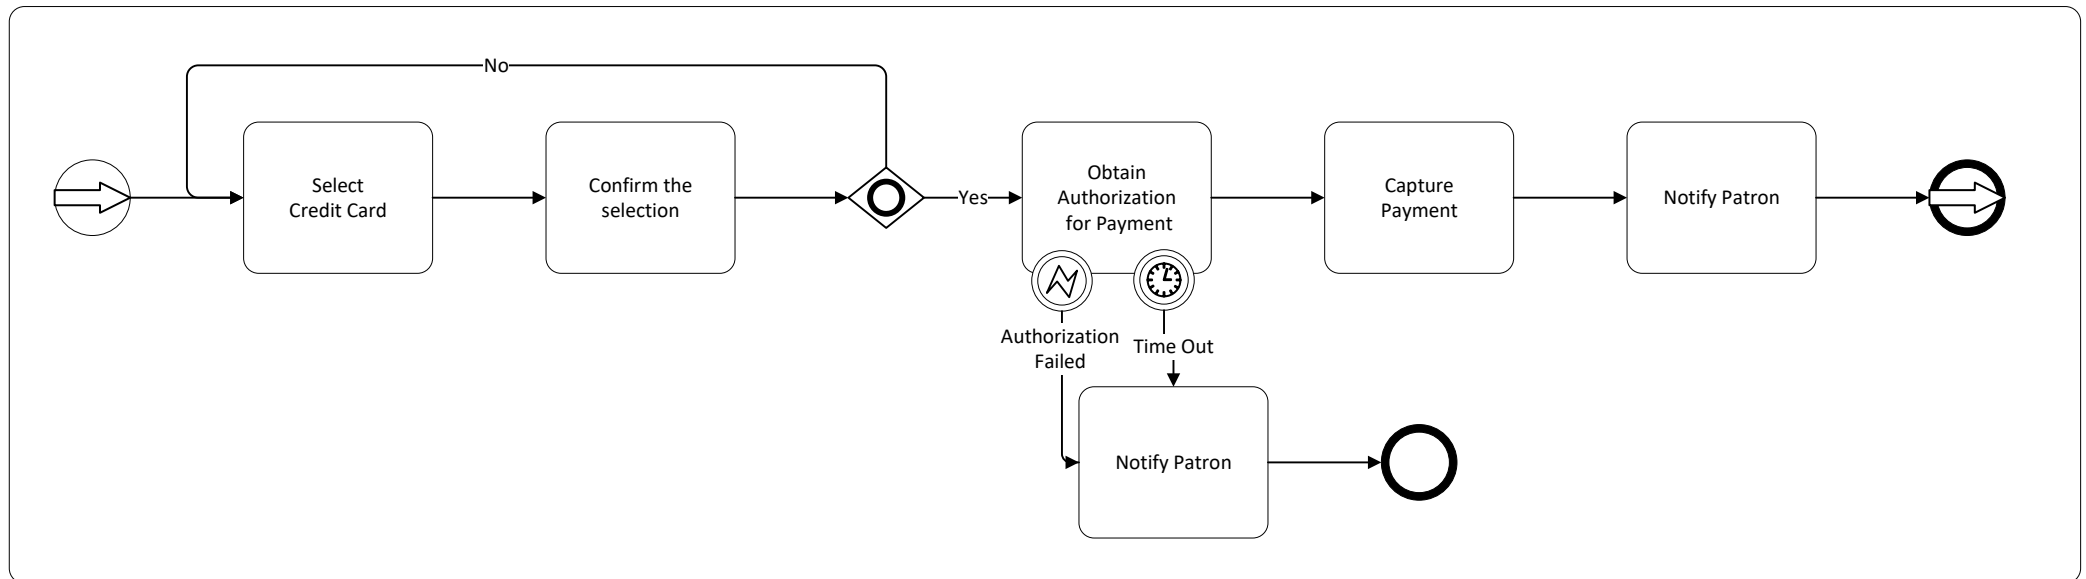 No
Select
Credit Card
Confirm the
selection
Yes
Obtain
Authorization
for Payment
Capture
Payment
Notify Patron
Authorization
Failed
Time Out
Notify Patron